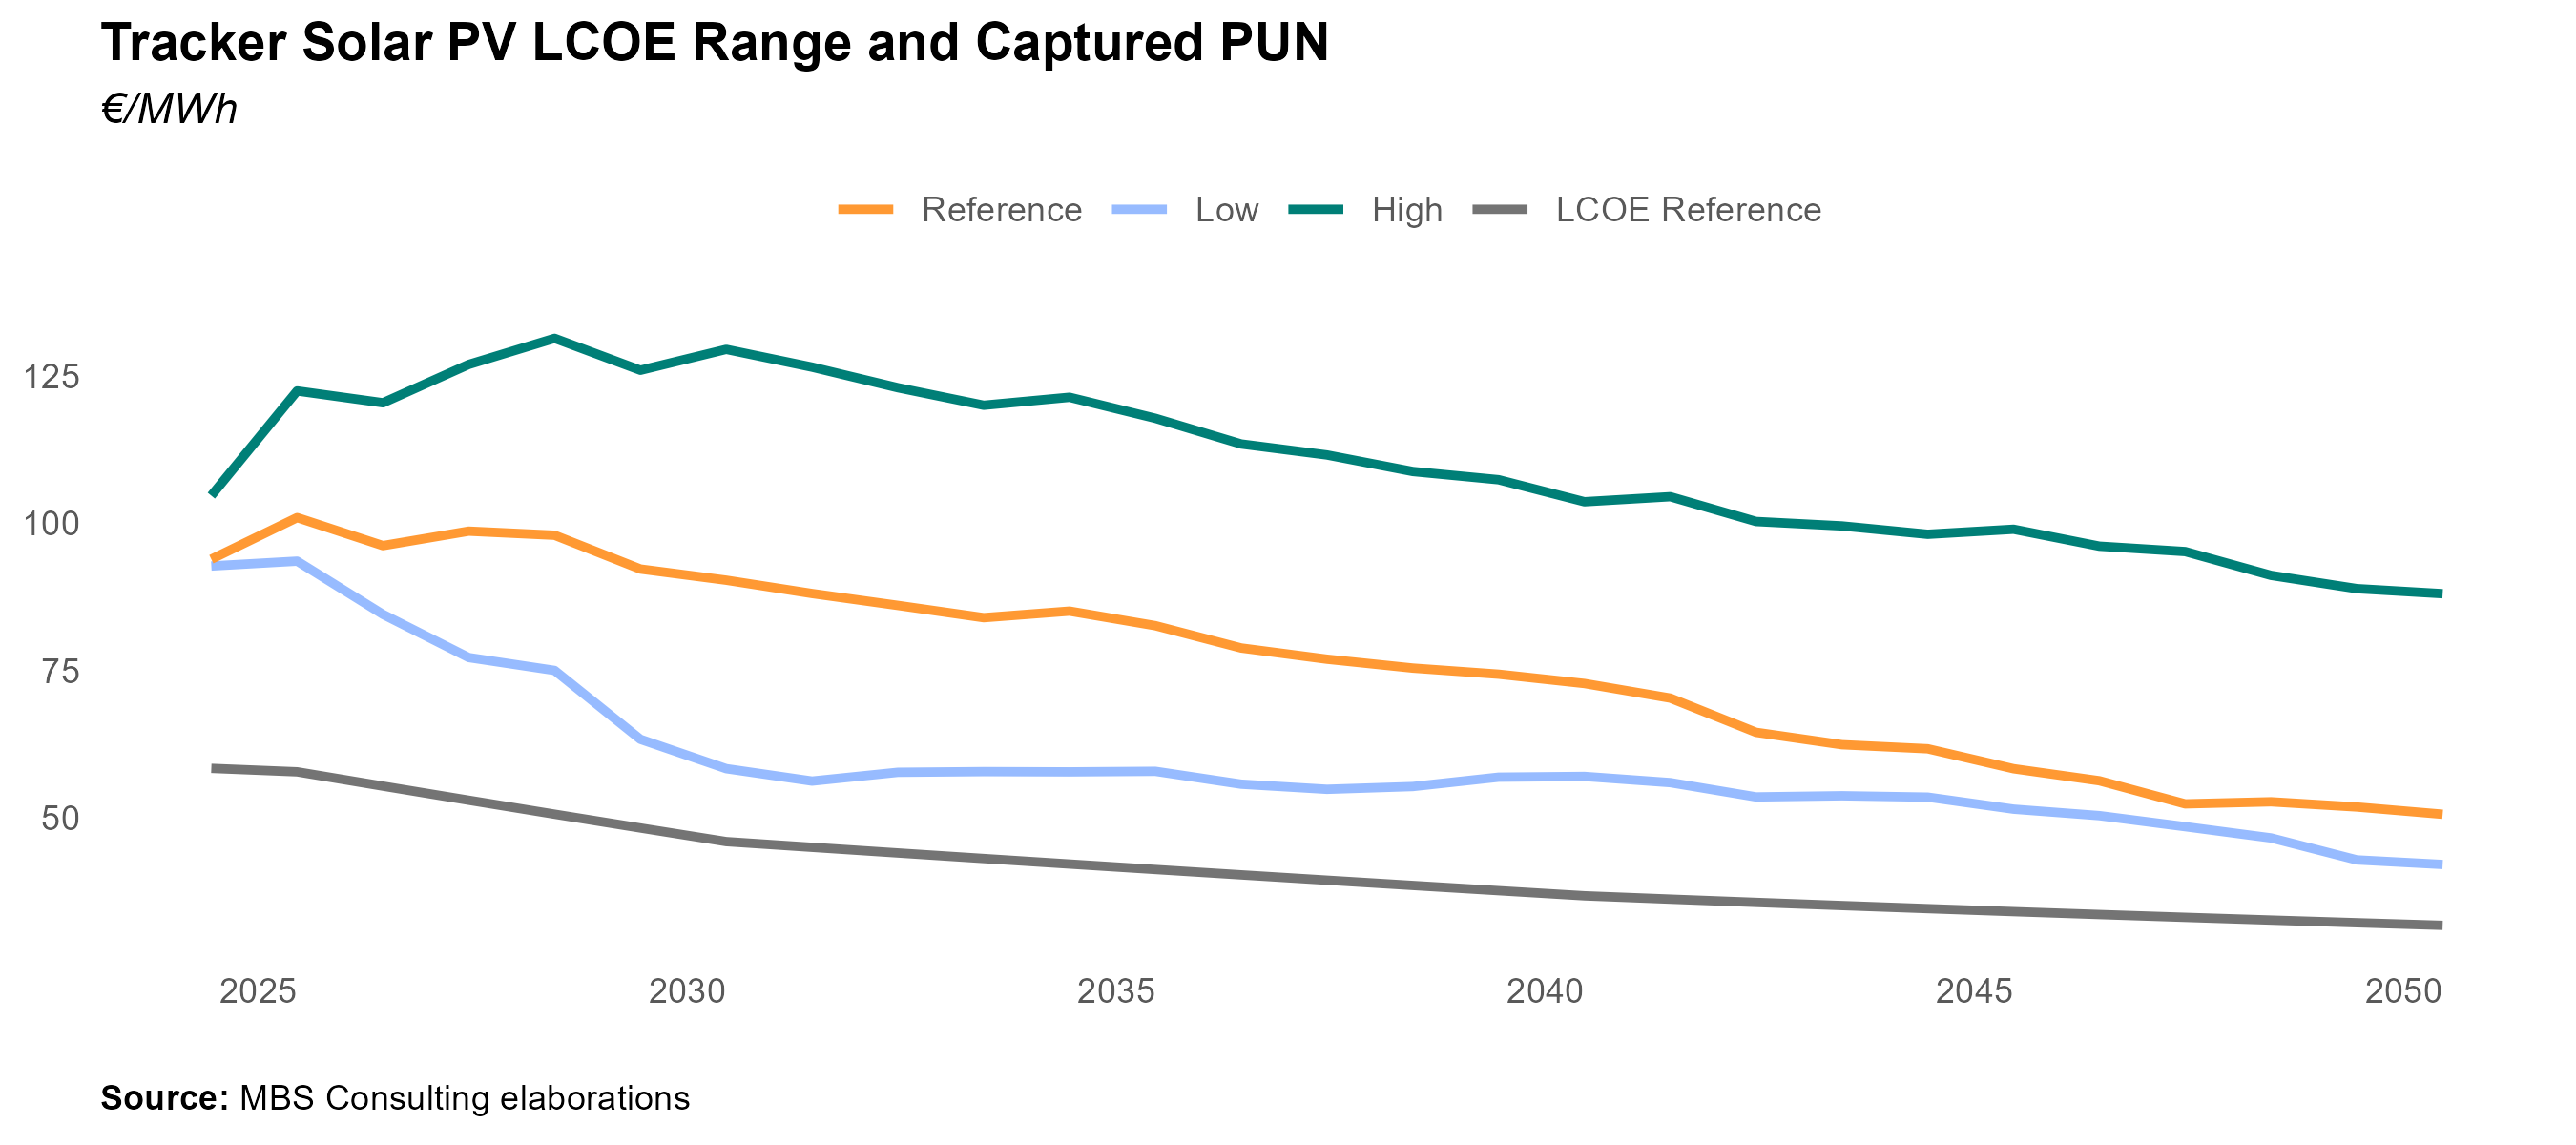 Tracker Solar PV LCOE Range and Captured PUN
€/MWh
Reference Low High LCOE Reference
125
100
75
50
2025 2030 2035 2040 2045 2050
Source: MBS Consulting elaborations